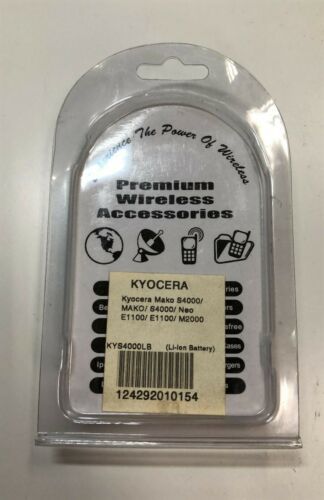 The Power Of Wireless
Premium
Wireless
Accessories
KYOCERA
Kyocera Mako S4000/
MAKO/ S4000/ Neo
E1100/ E1100/ M2000
KYS4000LB (Li-Ion Battery)
124292010154